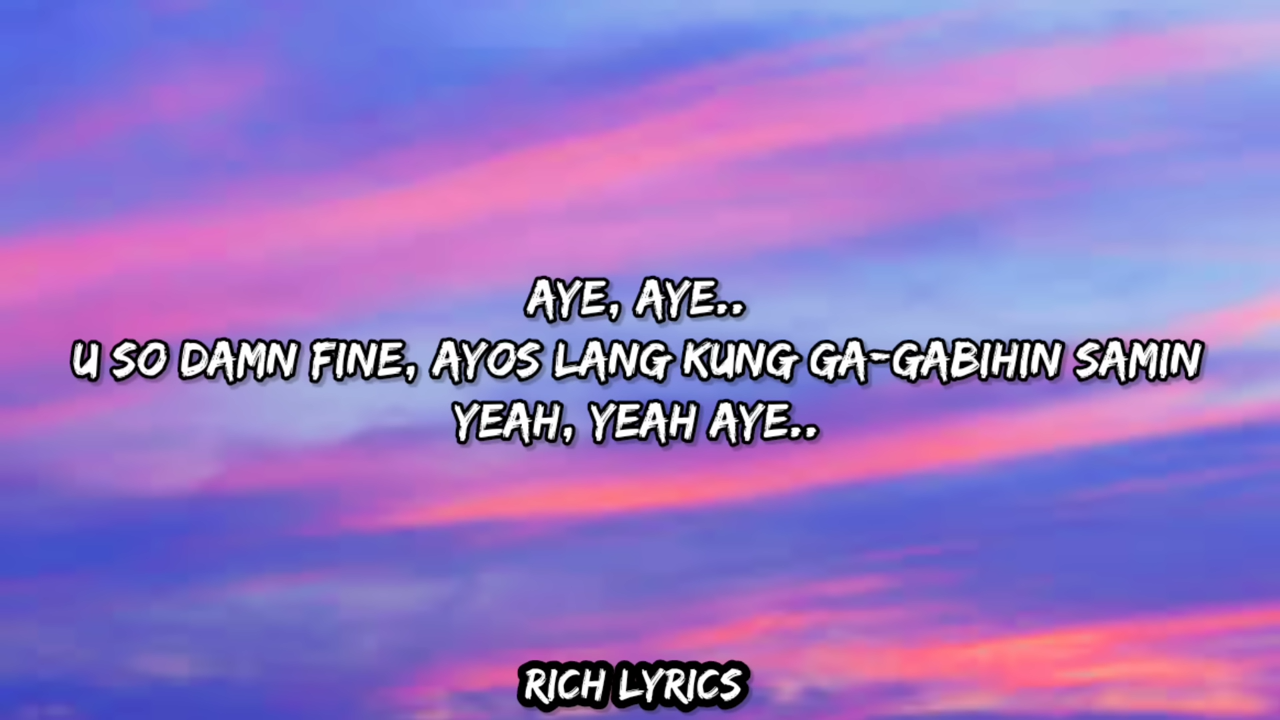 AYE, AYE..
U SO DAMN FINE, AYOS LANG KUNG GA-GABIHIN SAMIN
YEAH, YEAH AYE..
RICH LYRICS